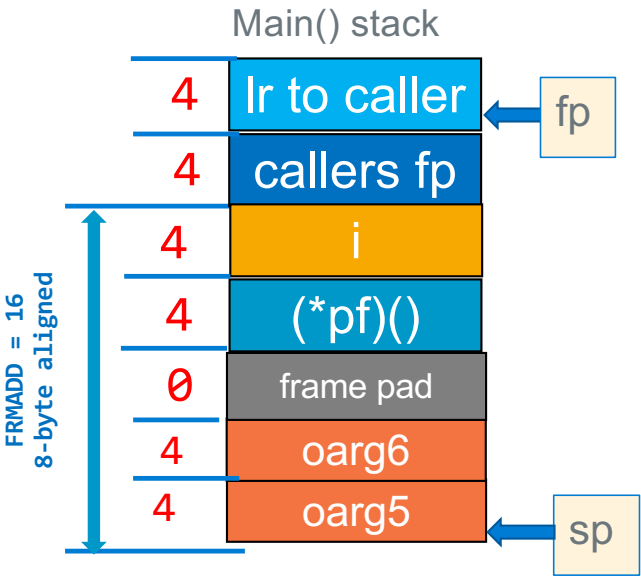 Main() stack
4
lr to caller
fp
4
callers fp
4
i
4
(*pf)()
0
frame pad
4
oarg6
4
oarg5
sp
FRMADD = 16
8-byte aligned